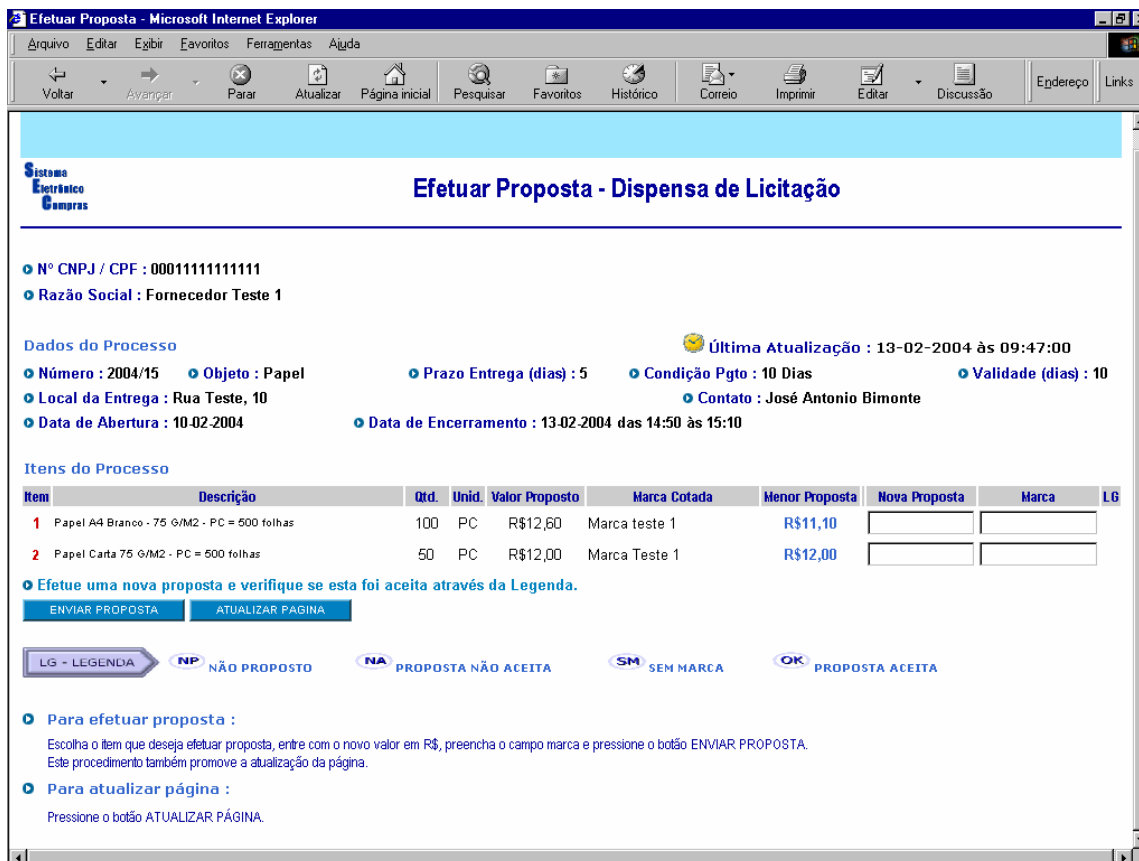 Efetuar Proposta - Microsoft Internet Explorer
Arquivo Editar Exibir Favoritos Ferramentas Ajuda
Voltar Avançar Parar Atualizar Página inicial Pesquisar Favoritos Histórico Correio Imprimir Editar Discussão Endereço Links
Sistema
Eletrônico
Compras
Efetuar Proposta - Dispensa de Licitação
Nº CNPJ / CPF : 00011111111111
Razão Social : Fornecedor Teste 1
Dados do Processo Última Atualização : 13-02-2004 às 09:47:00
Número : 2004/15 Objeto : Papel Prazo Entrega (dias) : 5 Condição Pgto : 10 Dias Validade (dias) : 10
Local da Entrega : Rua Teste, 10 Contato : José Antonio Bimonte
Data de Abertura : 10-02-2004 Data de Encerramento : 13-02-2004 das 14:50 às 15:10
Itens do Processo
Item Descrição Qtd. Unid. Valor Proposto Marca Cotada Menor Proposta Nova Proposta Marca LG
1 Papel A4 Branco - 75 G/M2 - PC = 500 folhas 100 PC R$12,60 Marca teste 1 R$11,10
2 Papel Carta 75 G/M2 - PC = 500 folhas 50 PC R$12,00 Marca Teste 1 R$12,00
Efetue uma nova proposta e verifique se esta foi aceita através da Legenda.
ENVIAR PROPOSTA ATUALIZAR PAGINA
LG - LEGENDA NP NÃO PROPOSTO NA PROPOSTA NÃO ACEITA SM SEM MARCA OK PROPOSTA ACEITA
Para efetuar proposta :
Escolha o item que deseja efetuar proposta, entre com o novo valor em R$, preencha o campo marca e pressione o botão ENVIAR PROPOSTA.
Este procedimento também promove a atualização da página.
Para atualizar página :
Pressione o botão ATUALIZAR PÁGINA.